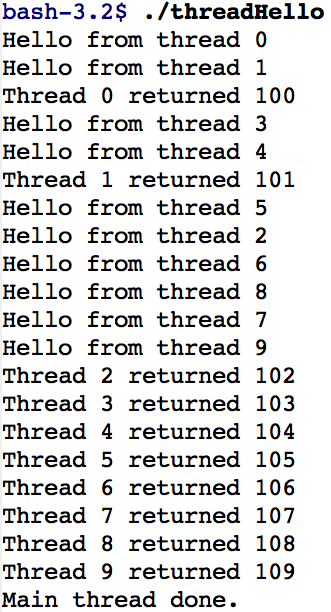 bash-3.2$ ./threadHello
Hello from thread 0
Hello from thread 1
Thread 0 returned 100
Hello from thread 3
Hello from thread 4
Thread 1 returned 101
Hello from thread 5
Hello from thread 2
Hello from thread 6
Hello from thread 8
Hello from thread 7
Hello from thread 9
Thread 2 returned 102
Thread 3 returned 103
Thread 4 returned 104
Thread 5 returned 105
Thread 6 returned 106
Thread 7 returned 107
Thread 8 returned 108
Thread 9 returned 109
Main thread done.